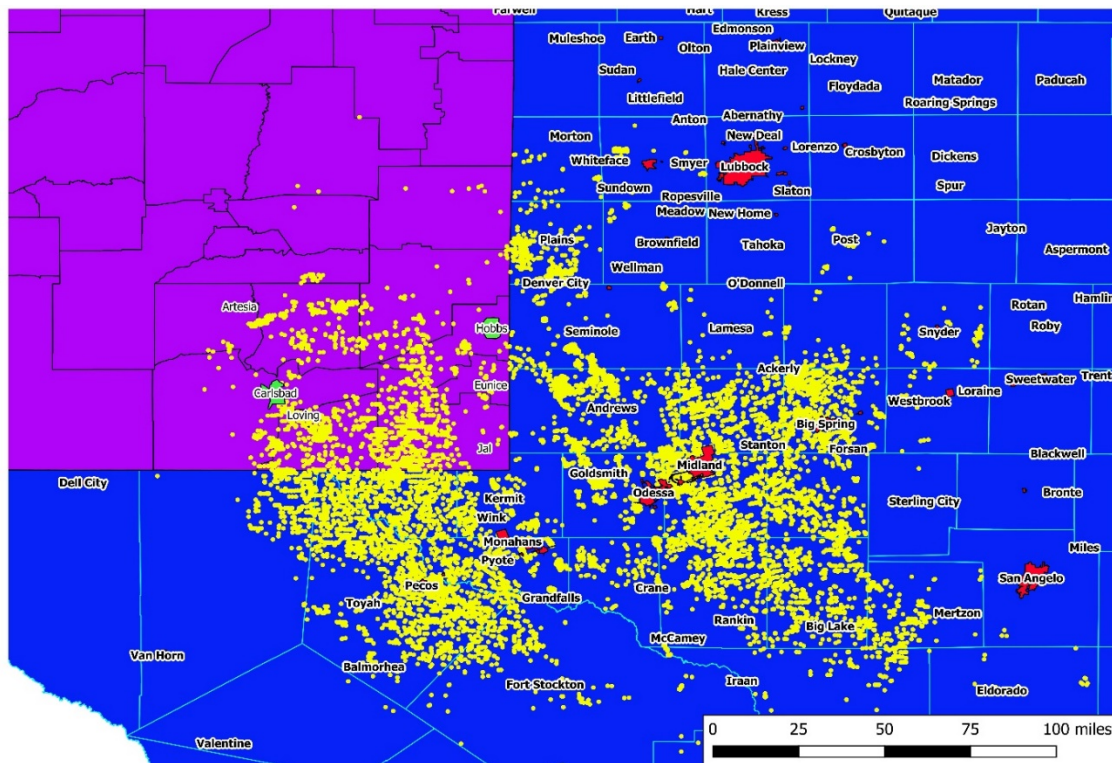 Farwell Hart Kress Quitaque
Edmonson
Muleshoe Earth Olton Plainview
Lockney
Sudan Hale Center
Floydada Matador Paducah
Littlefield Roaring Springs
Anton Abernathy
Morton New Deal
Lorenzo Crosbyton
Whiteface Smyer Lubbock Dickens
Sundown Slaton Spur
Ropesville
Meadow New Home
Plains Brownfield Tahoka Post Jayton
Aspermont
Wellman
Denver City O'Donnell
Artesia Rotan Hamlin
Hobbs Seminole Lamesa Snyder Roby
Ackerly
Carlsbad Eunice Sweetwater Trent
Loraine
Loving Andrews Westbrook
Big Spring
Jal Stanton Forsan
Blackwell
Dell City Goldsmith Midland
Kermit Odessa Sterling City Bronte
Wink
Monahans Miles
Pyote
Pecos San Angelo
Toyah Grandfalls Crane
Rankin Big Lake Mertzon
McCamey
Van Horn Balmorhea
Fort Stockton Iraan
Eldorado
Valentine
0 25 50 75 100 miles